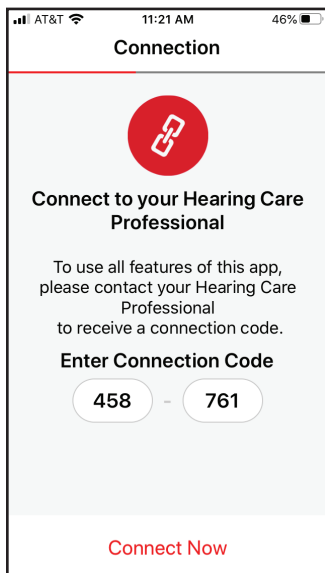 AT&T 11:21 AM 46%
Connection
Connect to your Hearing Care
Professional
To use all features of this app,
please contact your Hearing Care
Professional
to receive a connection code.
Enter Connection Code
458 - 761
Connect Now